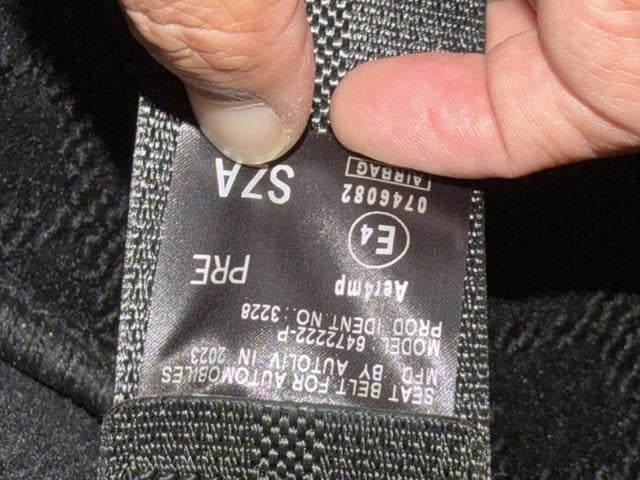 SEAT BELT FOR AUTOMOBILES
MFD BY AUTOLIV IN 2023
MODEL 6472222-P
PROD IDENT NO.: 3228
Aer4mp
PRE
E4
0746082
AIRBAG
SZA